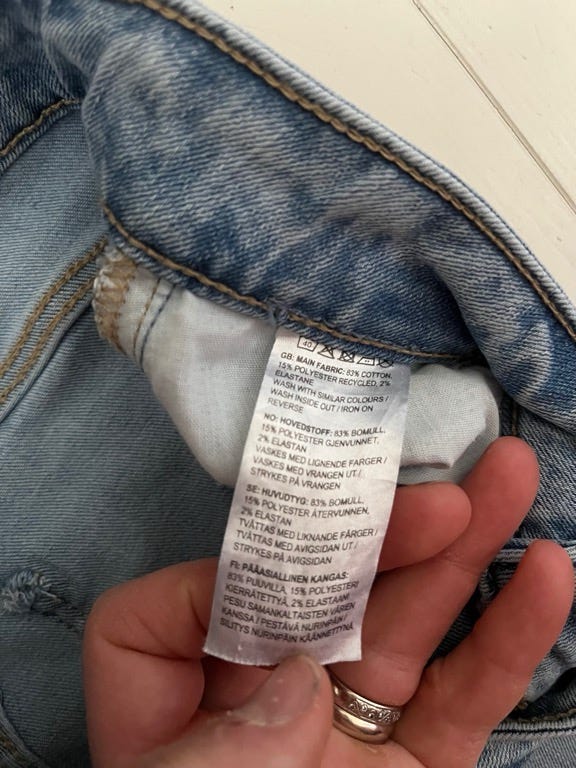 40
GB: MAIN FABRIC: 83% COTTON,
15% POLYESTER RECYCLED, 2%
ELASTANE
WASH WITH SIMILAR COLOURS /
WASH INSIDE OUT / IRON ON
REVERSE
NO: HOVEDSTOFF: 83% BOMULL,
15% POLYESTER GJENVUNNET,
2% ELASTAN
VASKES MED LIGNENDE FARGER /
VASKES MED VRANGEN UT /
STRYKES PÅ VRANGEN
SE: HUVUDTYG: 83% BOMULL,
15% POLYESTER ÅTERVUNNEN,
2% ELASTAN
TVÄTTAS MED LIKNANDE FÄRGER /
TVÄTTAS MED AVIGSIDAN UT /
STRYKES PÅ AVIGSIDAN
FI: PÄÄASIALLINEN KANGAS:
83% PUUVILLA, 15% POLYESTERI
KIERRÄTETTYÄ, 2% ELASTAANI
PESU SAMANKALTAISTEN VÄRIEN
KANSSA / PESTÄVÄ NURINPÄIN /
SILITYS NURINPÄIN KÄÄNNETTYNÄ